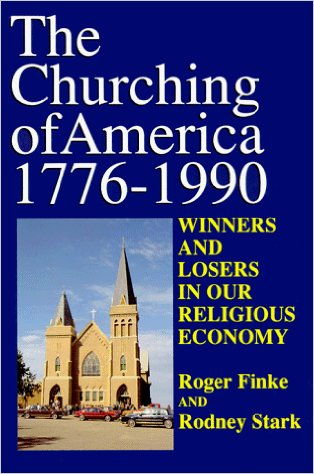 The
Churching
of America
1776-1990
WINNERS
AND
LOSERS
IN OUR
RELIGIOUS
ECONOMY
Roger Finke
AND
Rodney Stark